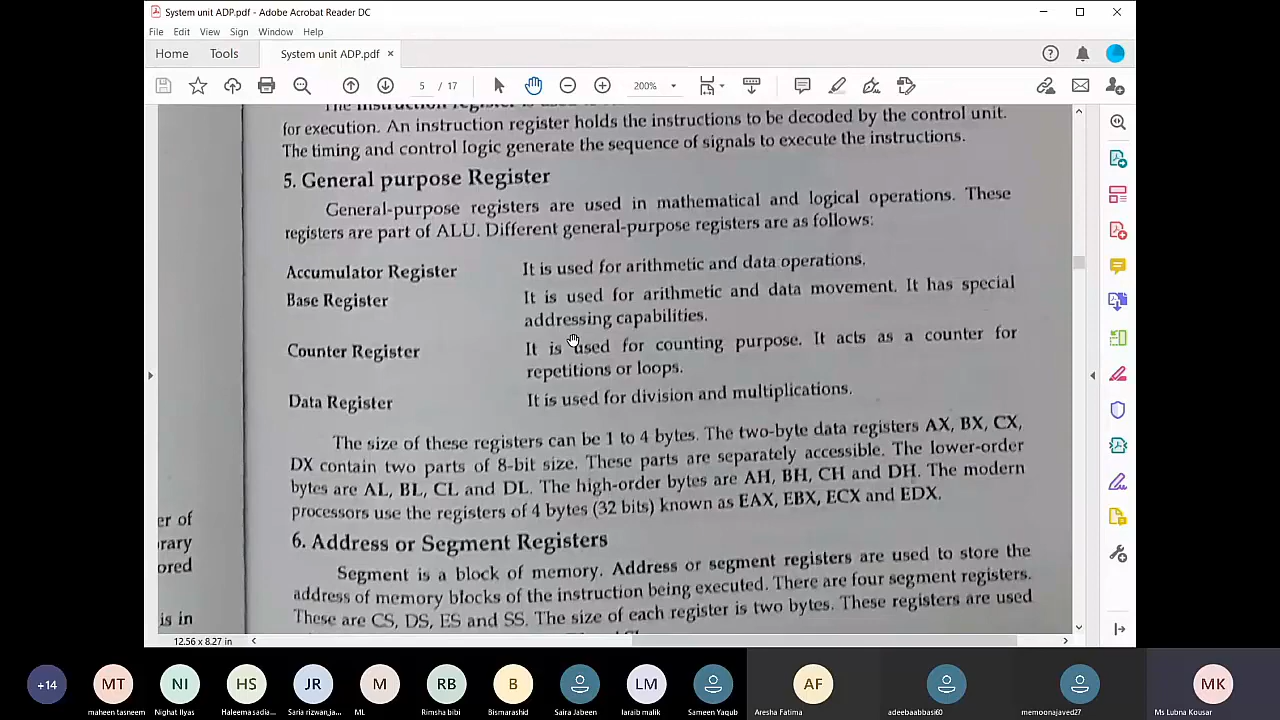 System unit ADP.pdf - Adobe Acrobat Reader DC
File Edit View Sign Window Help
Home Tools System unit ADP.pdf ×
5 / 17 200%
for execution. An instruction register holds the instructions to be decoded by the control unit.
The timing and control logic generate the sequence of signals to execute the instructions.
5. General purpose Register
General-purpose registers are used in mathematical and logical operations. These
registers are part of ALU. Different general-purpose registers are as follows:
Accumulator Register It is used for arithmetic and data operations.
Base Register It is used for arithmetic and data movement. It has special
addressing capabilities.
Counter Register It is used for counting purpose. It acts as a counter for
repetitions or loops.
Data Register It is used for division and multiplications.
The size of these registers can be 1 to 4 bytes. The two-byte data registers AX, BX, CX,
DX contain two parts of 8-bit size. These parts are separately accessible. The lower-order
bytes are AL, BL, CL and DL. The high-order bytes are AH, BH, CH and DH. The modern
processors use the registers of 4 bytes (32 bits) known as EAX, EBX, ECX and EDX.
6. Address or Segment Registers
Segment is a block of memory. Address or segment registers are used to store the
address of memory blocks of the instruction being executed. There are four segment registers.
These are CS, DS, ES and SS. The size of each register is two bytes. These registers are used
er of
rary
ored
is in
12.56 x 8.27 in
+14 MT NI HS JR M RB B LM AF MK
maheen tasneem Nighat Ilyas Haleema sadia... Saria rizwan,ja... ML Rimsha bibi Bismarashid Saira Jabeen laraib malik Sameen Yaqub Aresha Fatima adeebaabbasi60 memoonajaved27 Ms Lubna Kousar